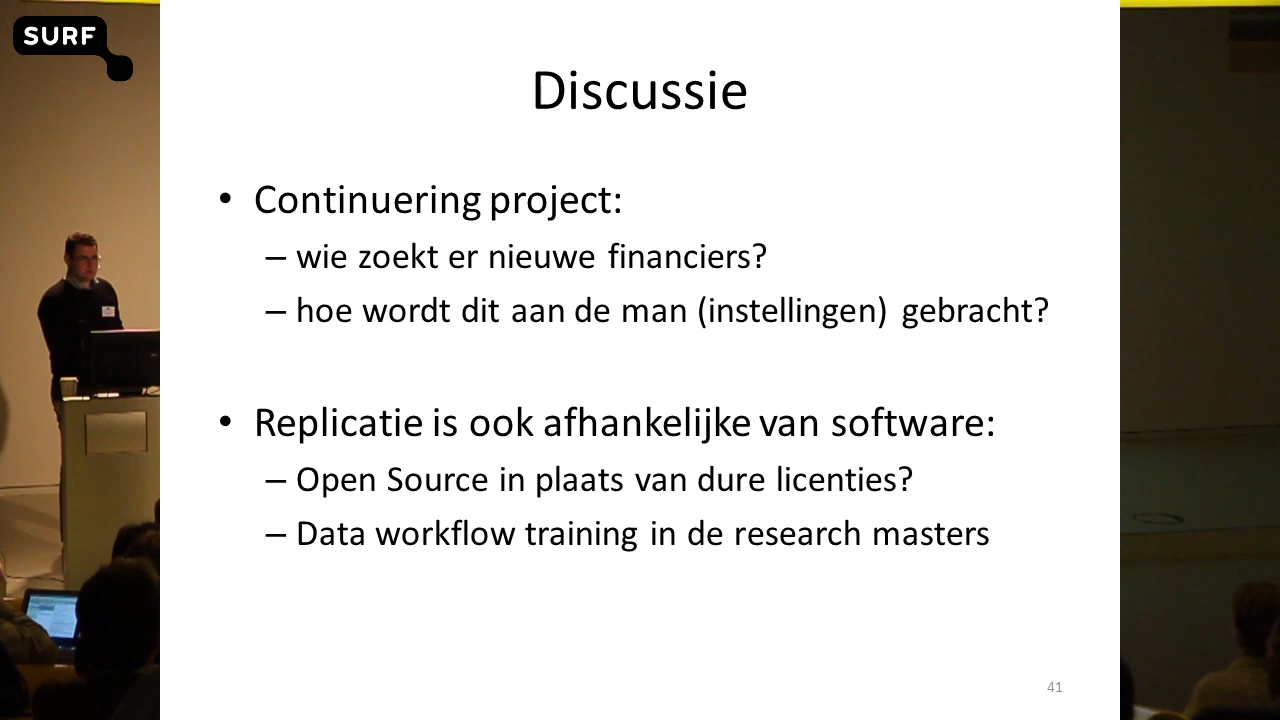 SURF
Discussie
• Continuering project:
– wie zoekt er nieuwe financiers?
– hoe wordt dit aan de man (instellingen) gebracht?
• Replicatie is ook afhankelijke van software:
– Open Source in plaats van dure licenties?
– Data workflow training in de research masters
41